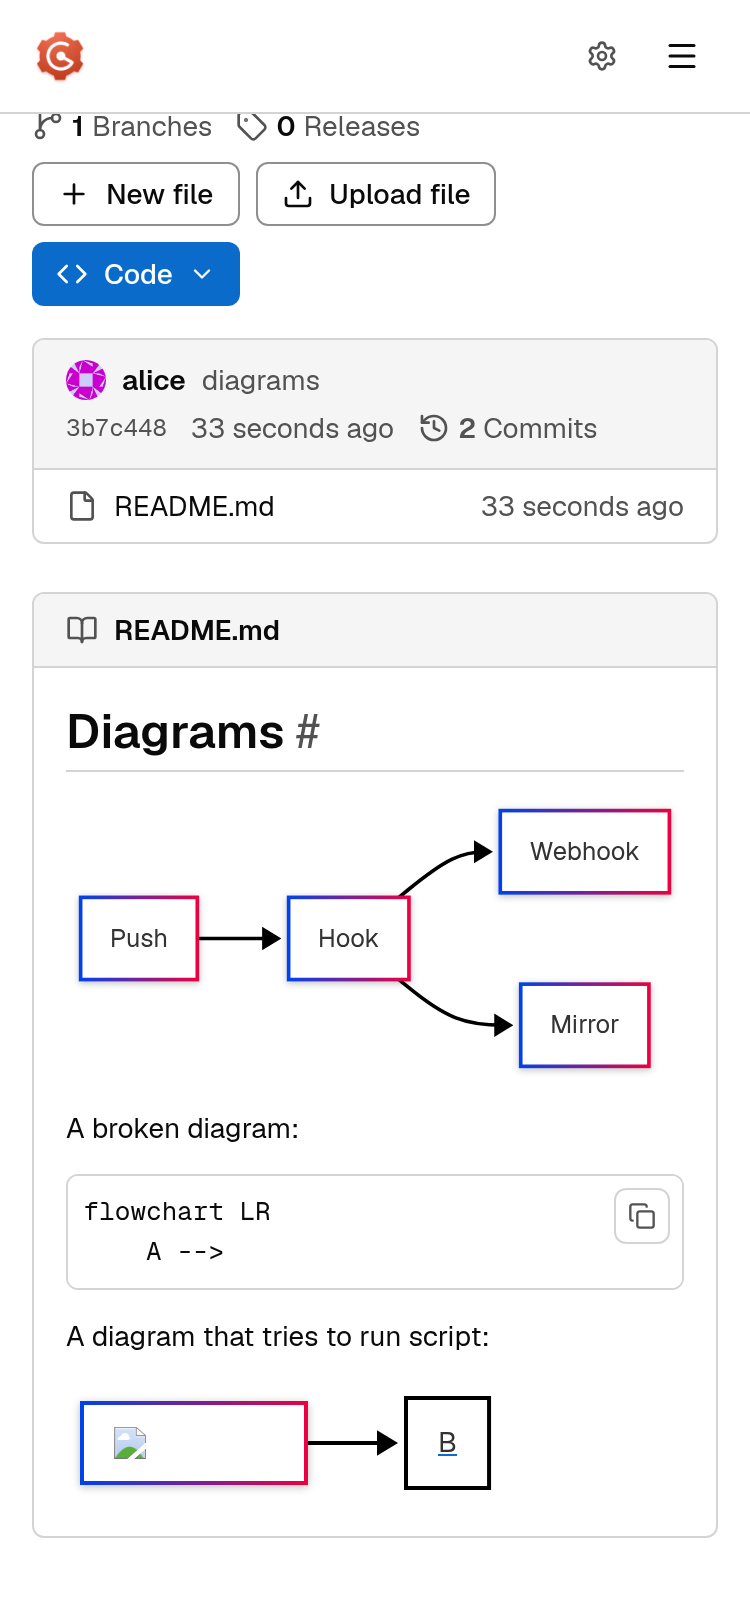 1 Branches 0 Releases
New file Upload file
Code
alice diagrams
3b7c448 33 seconds ago 2 Commits
README.md 33 seconds ago
README.md
Diagrams #
Webhook
Push Hook
Mirror
A broken diagram:
flowchart LR
    A -->
A diagram that tries to run script:
B